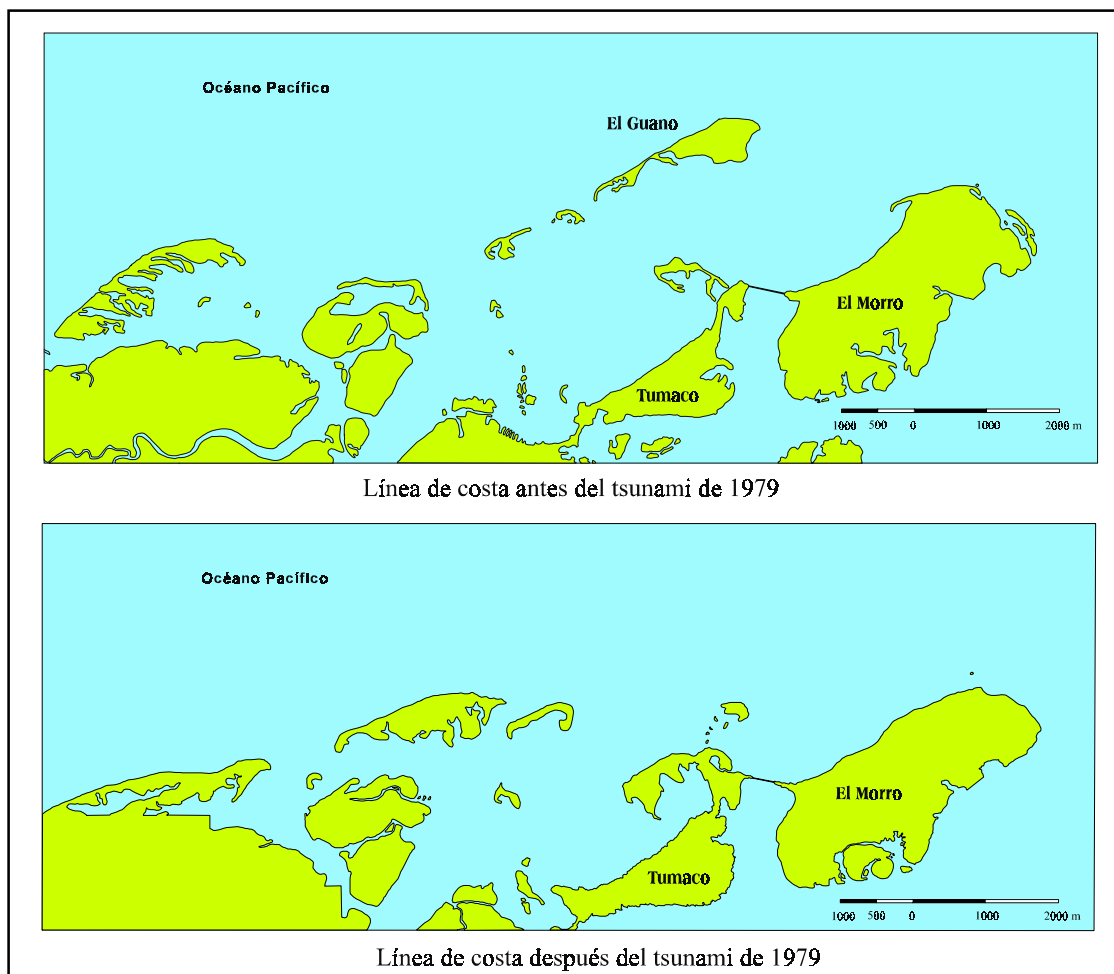 Océano Pacífico
El Guano
El Morro
Tumaco
1000 500 0 1000 2000 m
Línea de costa antes del tsunami de 1979
Océano Pacífico
El Morro
Tumaco
1000 500 0 1000 2000 m
Línea de costa después del tsunami de 1979